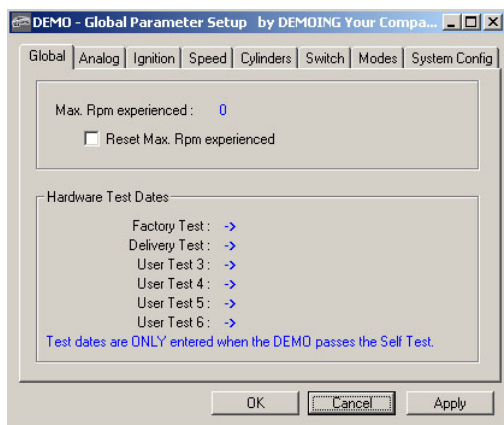 DEMO - Global Parameter Setup by DEMOING Your Compa...
Global Analog Ignition Speed Cylinders Switch Modes System Config
Max. Rpm experienced : 0
Reset Max. Rpm experienced
Hardware Test Dates
Factory Test : ->
Delivery Test : ->
User Test 3 : ->
User Test 4 : ->
User Test 5 : ->
User Test 6 : ->
Test dates are ONLY entered when the DEMO passes the Self Test.
OK Cancel Apply